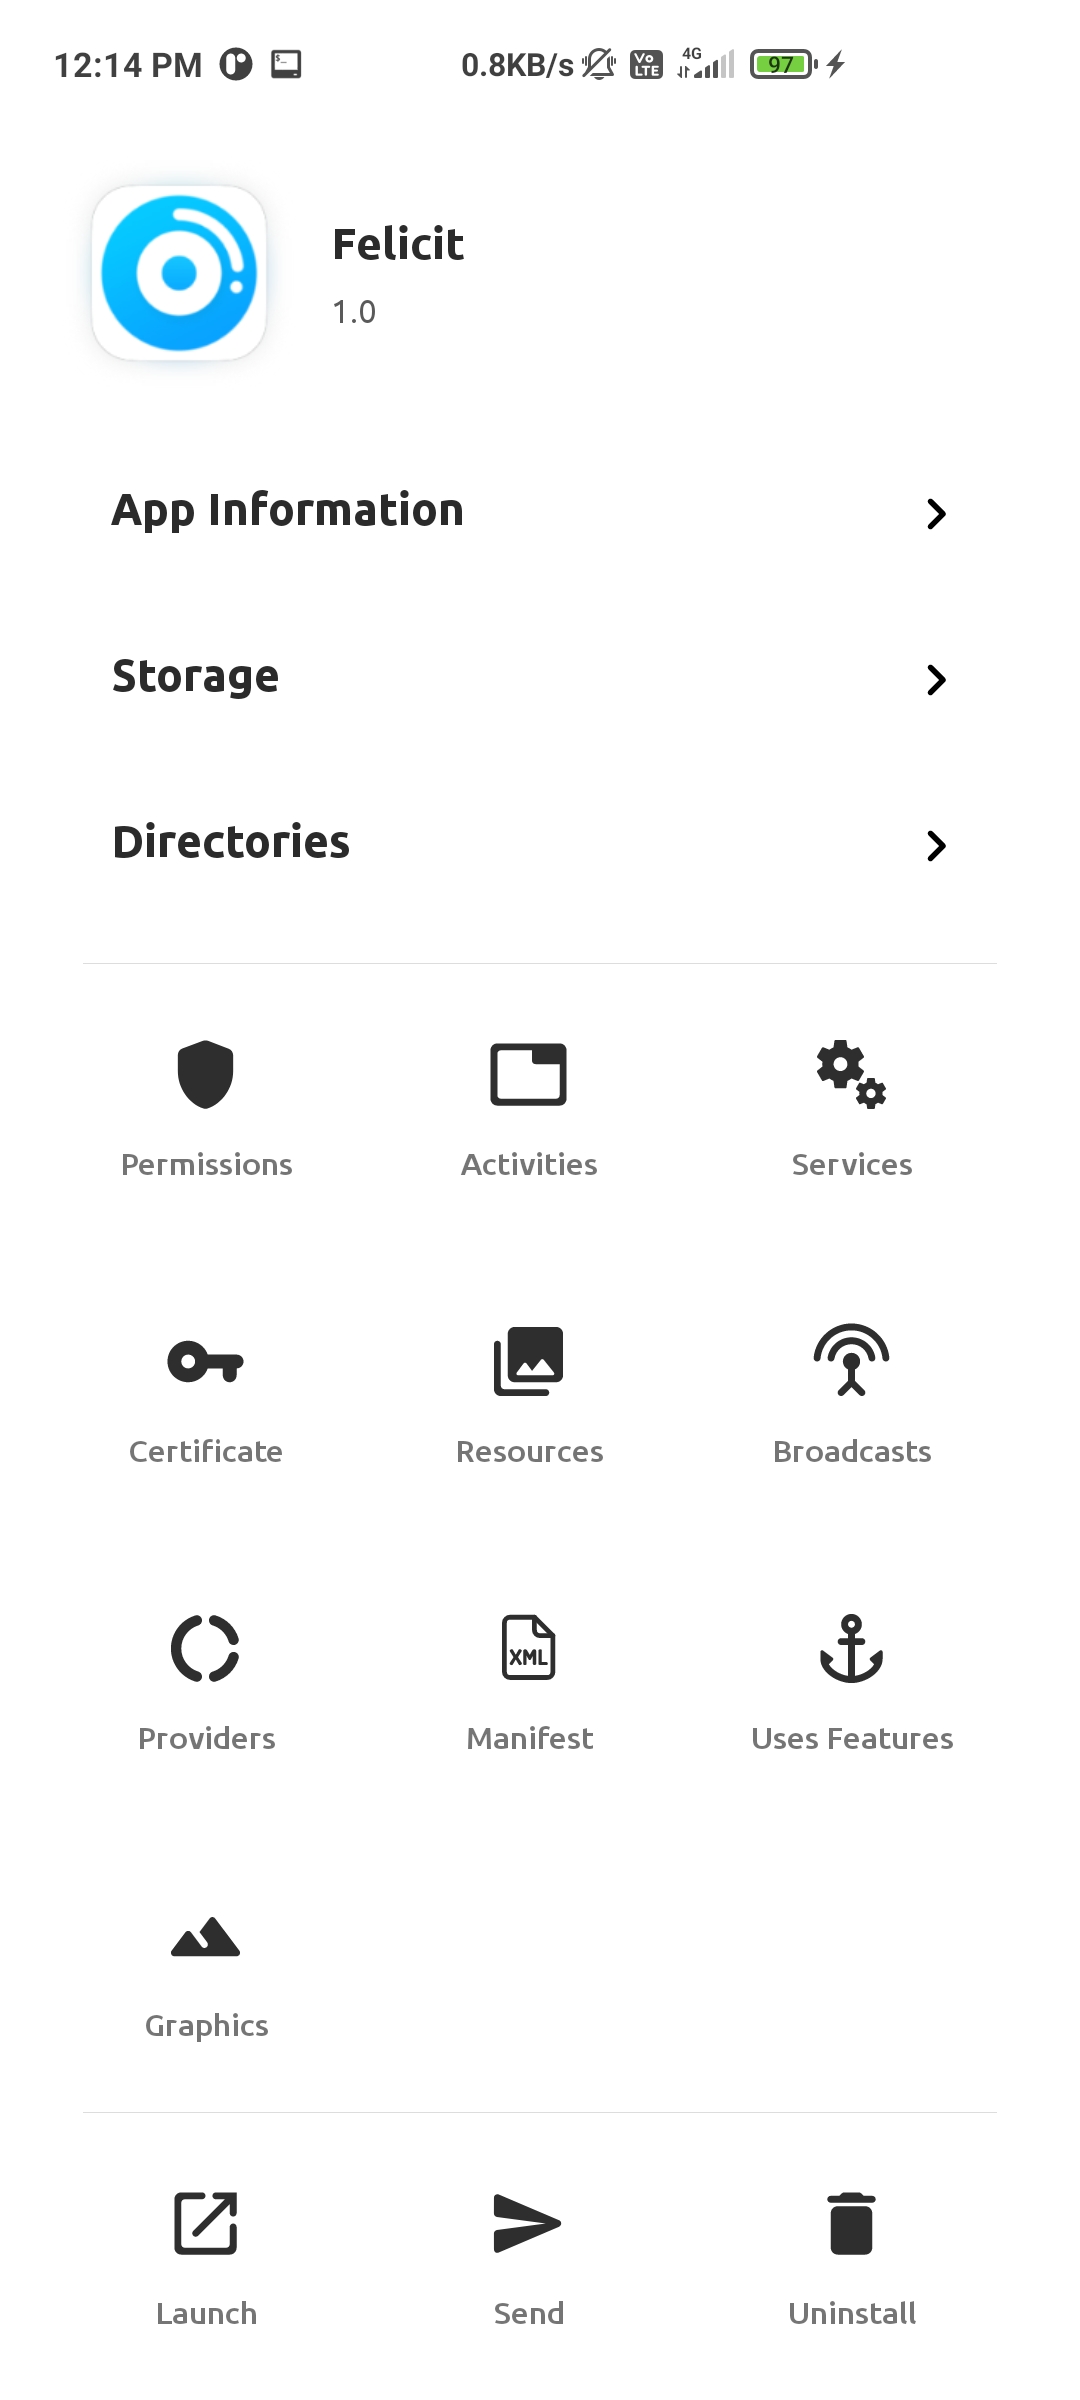 12:14 PM 0.8KB/s Vo LTE 4G 97
Felicit
1.0
App Information
Storage
Directories
Permissions Activities Services
Certificate Resources Broadcasts
XML
Providers Manifest Uses Features
Graphics
Launch Send Uninstall